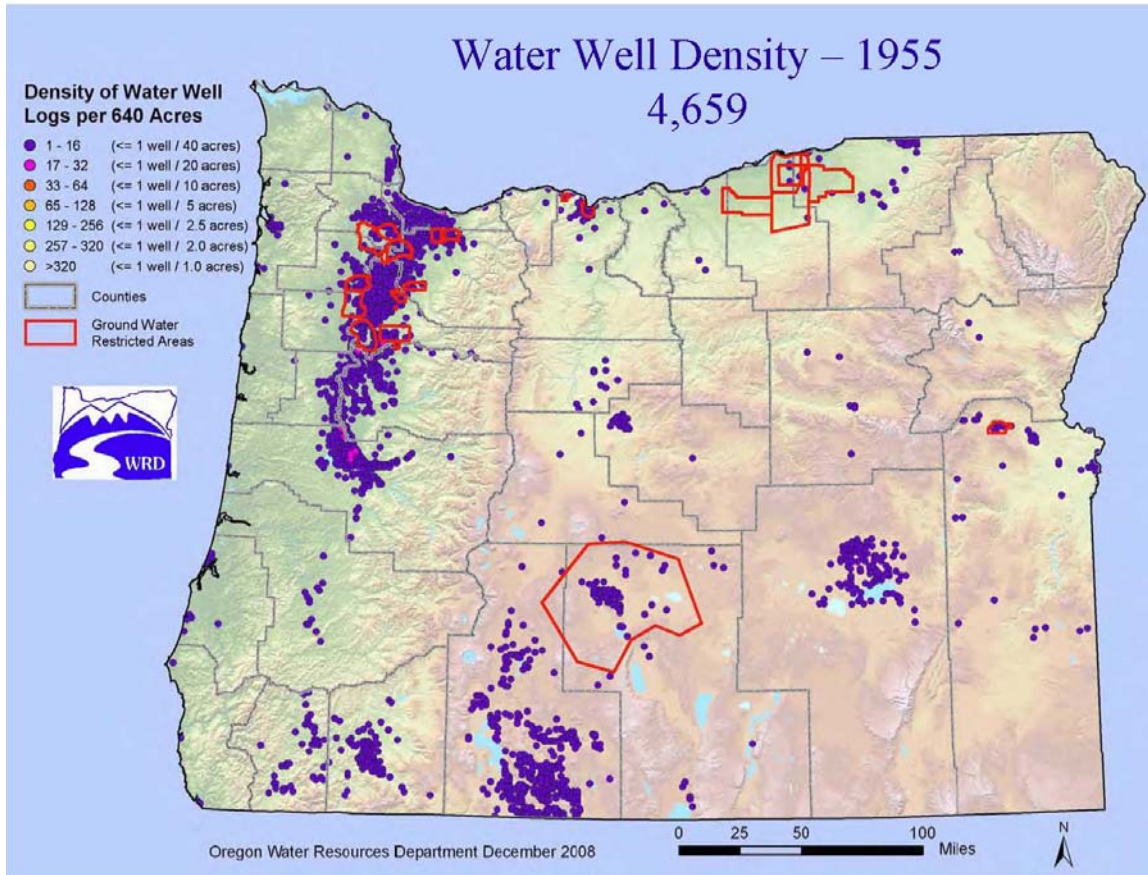 Water Well Density – 1955
4,659
Density of Water Well
Logs per 640 Acres
1 - 16 (<= 1 well / 40 acres)
17 - 32 (<= 1 well / 20 acres)
33 - 64 (<= 1 well / 10 acres)
65 - 128 (<= 1 well / 5 acres)
129 - 256 (<= 1 well / 2.5 acres)
257 - 320 (<= 1 well / 2.0 acres)
>320 (<= 1 well / 1.0 acres)
Counties
Ground Water
Restricted Areas
WRD
Oregon Water Resources Department December 2008
0 25 50 100
Miles
N